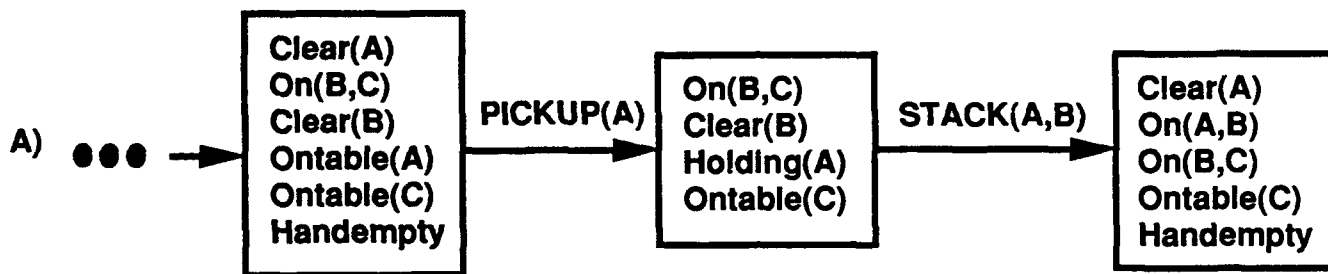 A)
Clear(A)
On(B,C)
Clear(B)
Ontable(A)
Ontable(C)
Handempty
PICKUP(A)
On(B,C)
Clear(B)
Holding(A)
Ontable(C)
STACK(A,B)
Clear(A)
On(A,B)
On(B,C)
Ontable(C)
Handempty